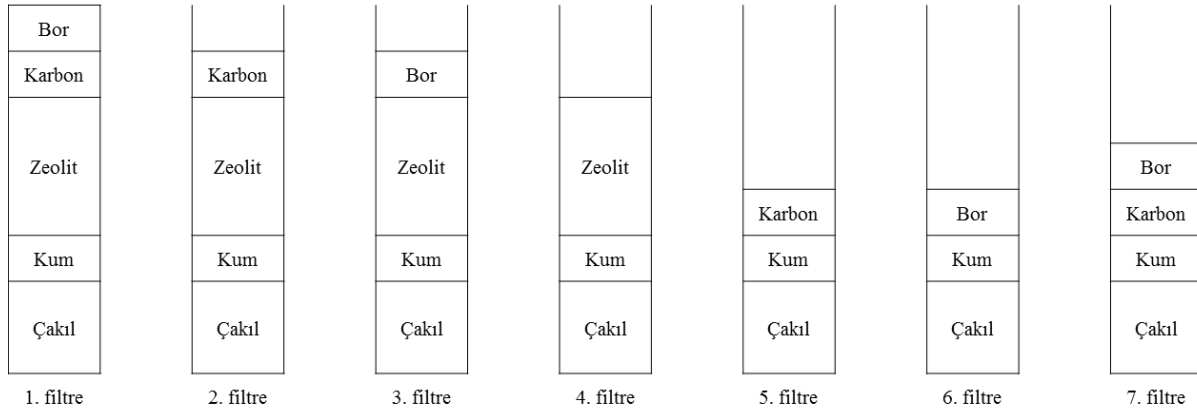 Bor
Karbon
Zeolit
Kum
Çakıl
1. filtre
Karbon
Zeolit
Kum
Çakıl
2. filtre
Bor
Zeolit
Kum
Çakıl
3. filtre
Zeolit
Kum
Çakıl
4. filtre
Karbon
Kum
Çakıl
5. filtre
Bor
Kum
Çakıl
6. filtre
Bor
Karbon
Kum
Çakıl
7. filtre